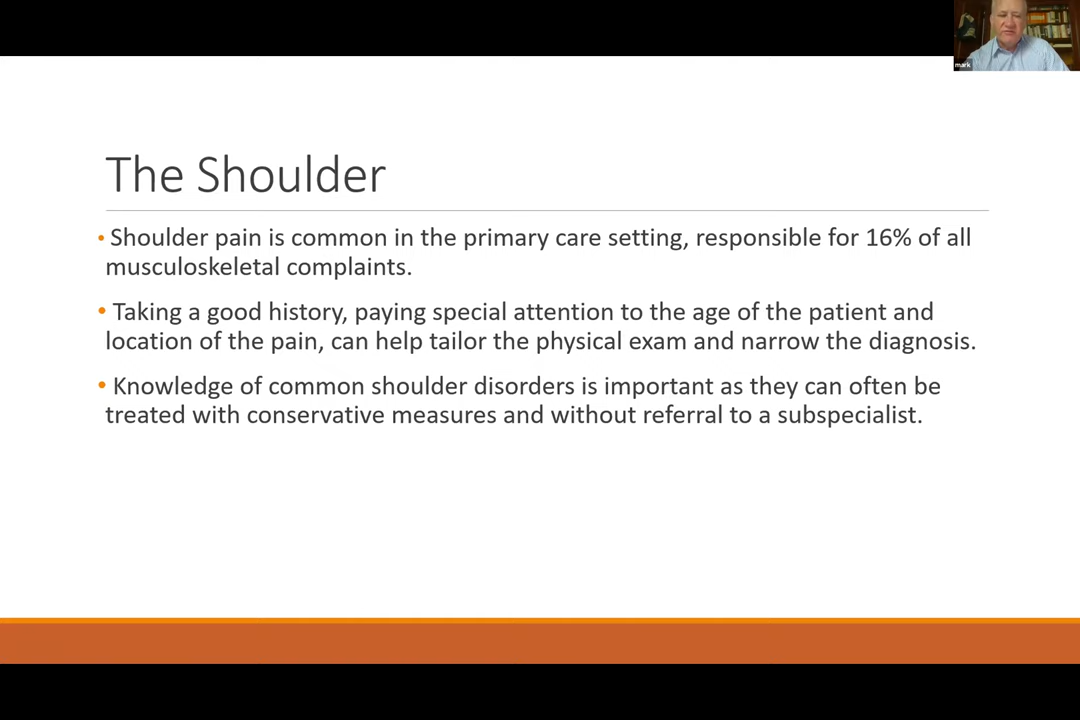 mark
The Shoulder
• Shoulder pain is common in the primary care setting, responsible for 16% of all
musculoskeletal complaints.
• Taking a good history, paying special attention to the age of the patient and
location of the pain, can help tailor the physical exam and narrow the diagnosis.
• Knowledge of common shoulder disorders is important as they can often be
treated with conservative measures and without referral to a subspecialist.